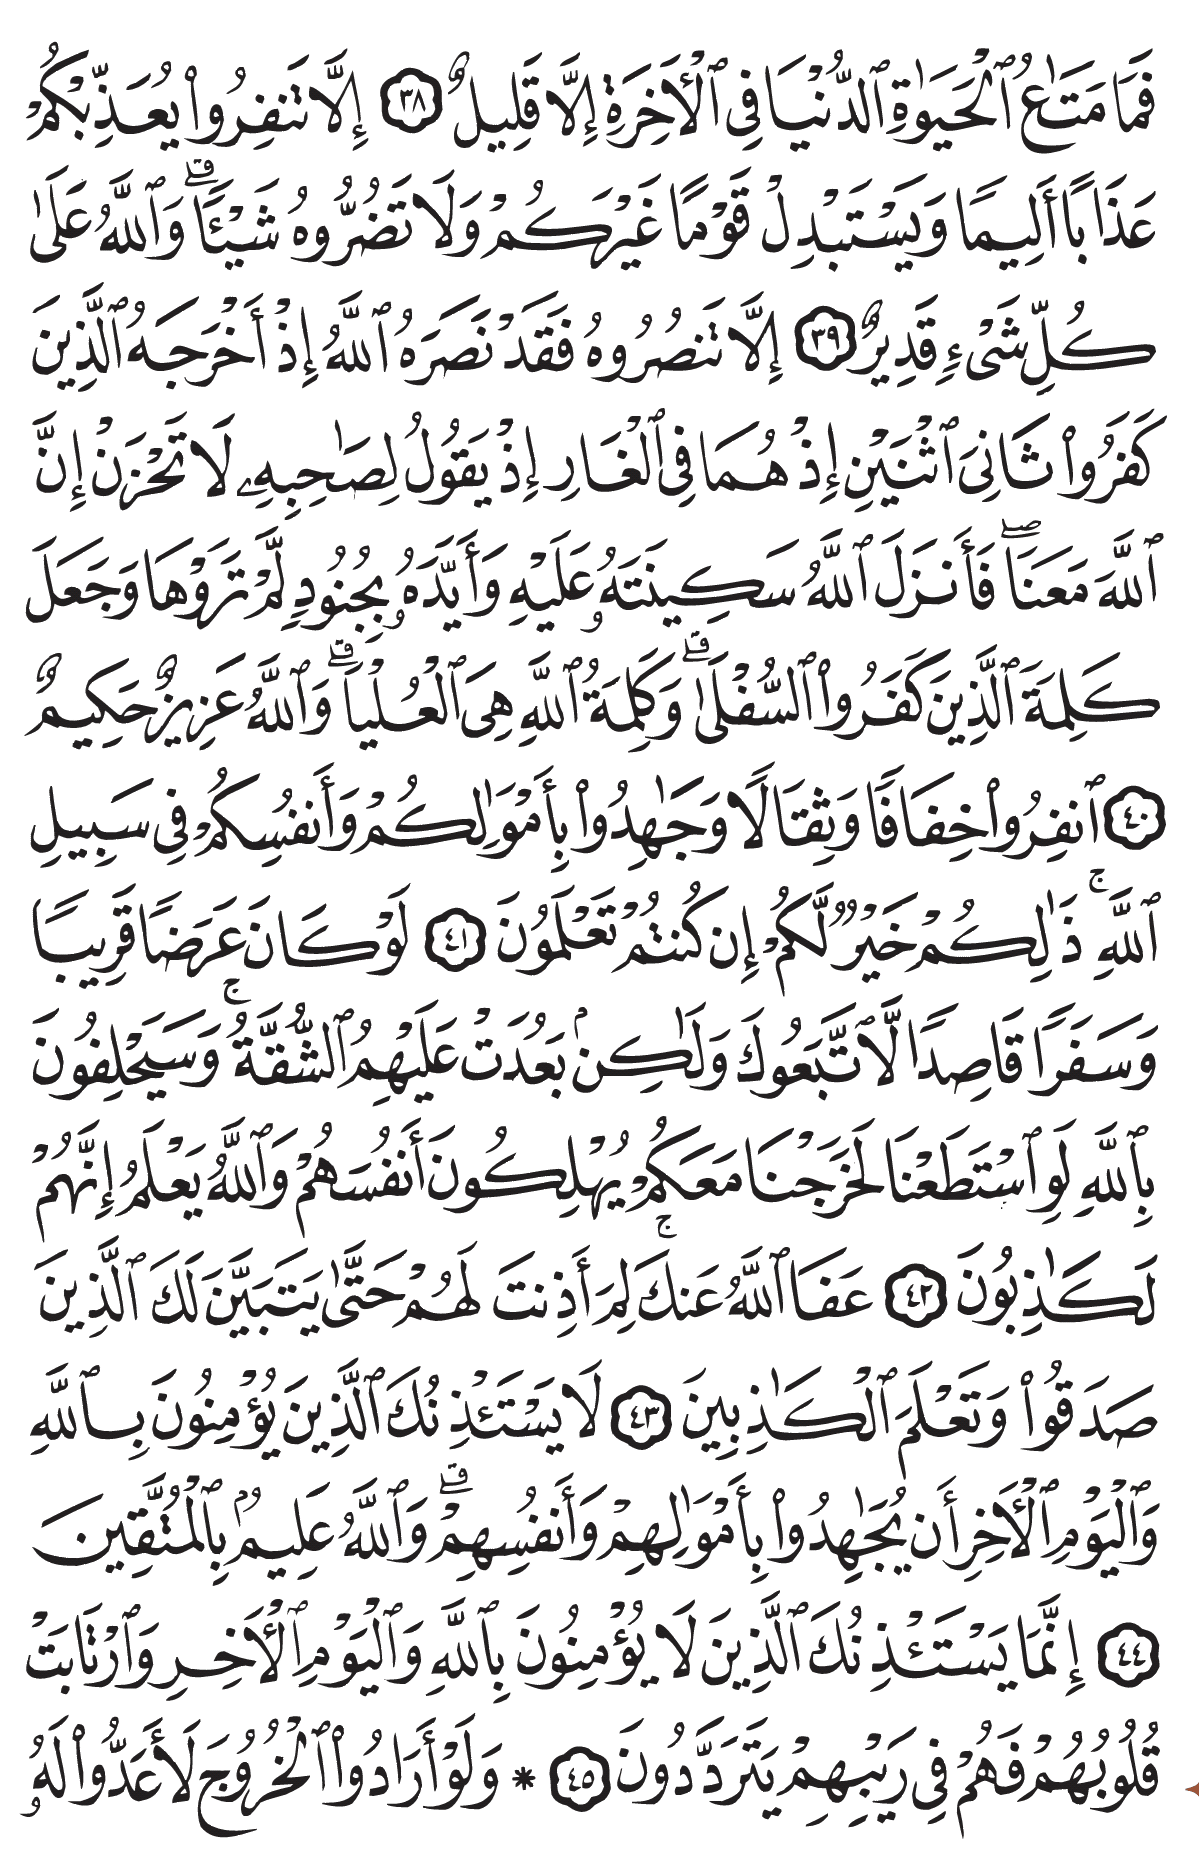 فَمَا مَتَـٰعُ ٱلْحَيَوٰةِ ٱلدُّنْيَا فِى ٱلْـَٔاخِرَةِ إِلَّا قَلِيلٌ ٣٨ إِلَّا تَنفِرُوا۟ يُعَذِّبْكُمْ
عَذَابًا أَلِيمًا وَيَسْتَبْدِلْ قَوْمًا غَيْرَكُمْ وَلَا تَضُرُّوهُ شَيْـًٔا ۗ وَٱللَّهُ عَلَىٰ
كُلِّ شَىْءٍ قَدِيرٌ ٣٩ إِلَّا تَنصُرُوهُ فَقَدْ نَصَرَهُ ٱللَّهُ إِذْ أَخْرَجَهُ ٱلَّذِينَ
كَفَرُوا۟ ثَانِىَ ٱثْنَيْنِ إِذْ هُمَا فِى ٱلْغَارِ إِذْ يَقُولُ لِصَـٰحِبِهِۦ لَا تَحْزَنْ إِنَّ
ٱللَّهَ مَعَنَا ۖ فَأَنزَلَ ٱللَّهُ سَكِينَتَهُۥ عَلَيْهِ وَأَيَّدَهُۥ بِجُنُودٍ لَّمْ تَرَوْهَا وَجَعَلَ
كَلِمَةَ ٱلَّذِينَ كَفَرُوا۟ ٱلسُّفْلَىٰ ۗ وَكَلِمَةُ ٱللَّهِ هِىَ ٱلْعُلْيَا ۗ وَٱللَّهُ عَزِيزٌ حَكِيمٌ
٤٠ ٱنفِرُوا۟ خِفَافًا وَثِقَالًا وَجَـٰهِدُوا۟ بِأَمْوَٰلِكُمْ وَأَنفُسِكُمْ فِى سَبِيلِ
ٱللَّهِ ۚ ذَٰلِكُمْ خَيْرٌ لَّكُمْ إِن كُنتُمْ تَعْلَمُونَ ٤١ لَوْ كَانَ عَرَضًا قَرِيبًا
وَسَفَرًا قَاصِدًا لَّٱتَّبَعُوكَ وَلَـٰكِنۢ بَعُدَتْ عَلَيْهِمُ ٱلشُّقَّةُ ۚ وَسَيَحْلِفُونَ
بِٱللَّهِ لَوِ ٱسْتَطَعْنَا لَخَرَجْنَا مَعَكُمْ يُهْلِكُونَ أَنفُسَهُمْ وَٱللَّهُ يَعْلَمُ إِنَّهُمْ
لَكَـٰذِبُونَ ٤٢ عَفَا ٱللَّهُ عَنكَ ۚ لِمَ أَذِنتَ لَهُمْ حَتَّىٰ يَتَبَيَّنَ لَكَ ٱلَّذِينَ
صَدَقُوا۟ وَتَعْلَمَ ٱلْكَـٰذِبِينَ ٤٣ لَا يَسْتَـْٔذِنُكَ ٱلَّذِينَ يُؤْمِنُونَ بِٱللَّهِ
وَٱلْيَوْمِ ٱلْـَٔاخِرِ أَن يُجَـٰهِدُوا۟ بِأَمْوَٰلِهِمْ وَأَنفُسِهِمْ ۗ وَٱللَّهُ عَلِيمٌۢ بِٱلْمُتَّقِينَ
٤٤ إِنَّمَا يَسْتَـْٔذِنُكَ ٱلَّذِينَ لَا يُؤْمِنُونَ بِٱللَّهِ وَٱلْيَوْمِ ٱلْـَٔاخِرِ وَٱرْتَابَتْ
قُلُوبُهُمْ فَهُمْ فِى رَيْبِهِمْ يَتَرَدَّدُونَ ٤٥ ۞ وَلَوْ أَرَادُوا۟ ٱلْخُرُوجَ لَأَعَدُّوا۟ لَهُۥ